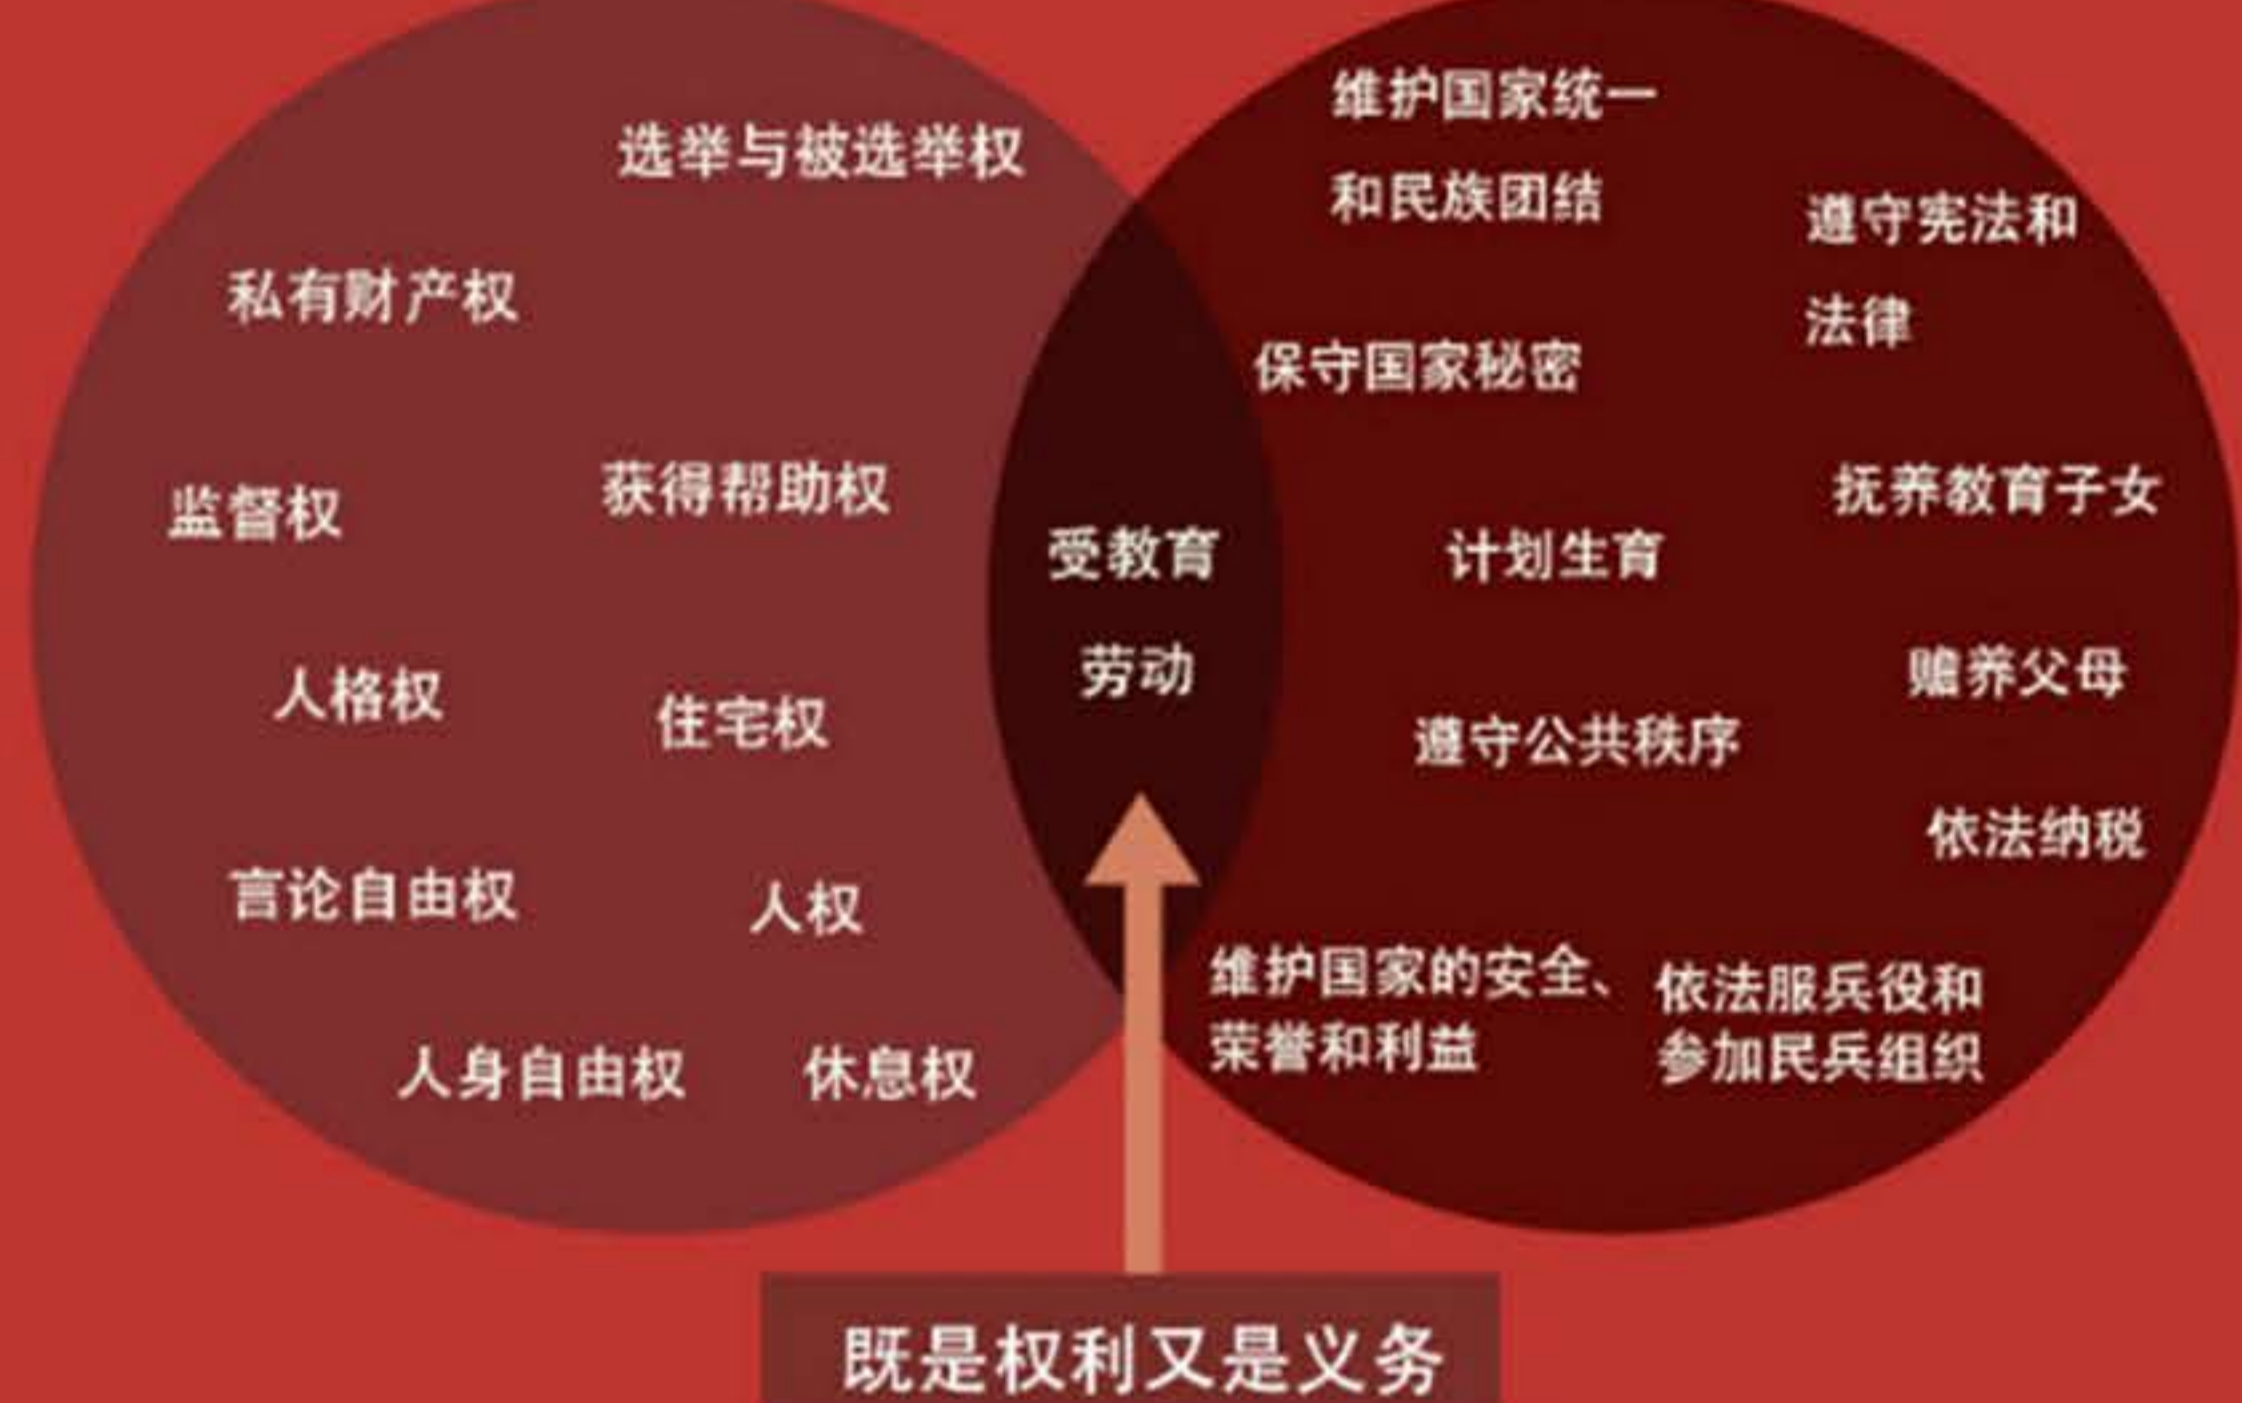 选举与被选举权
私有财产权
监督权
获得帮助权
人格权
住宅权
言论自由权
人权
人身自由权
休息权
受教育
劳动
维护国家统一
和民族团结
遵守宪法和
法律
保守国家秘密
抚养教育子女
计划生育
赡养父母
遵守公共秩序
依法纳税
维护国家的安全、
荣誉和利益
依法服兵役和
参加民兵组织
既是权利又是义务